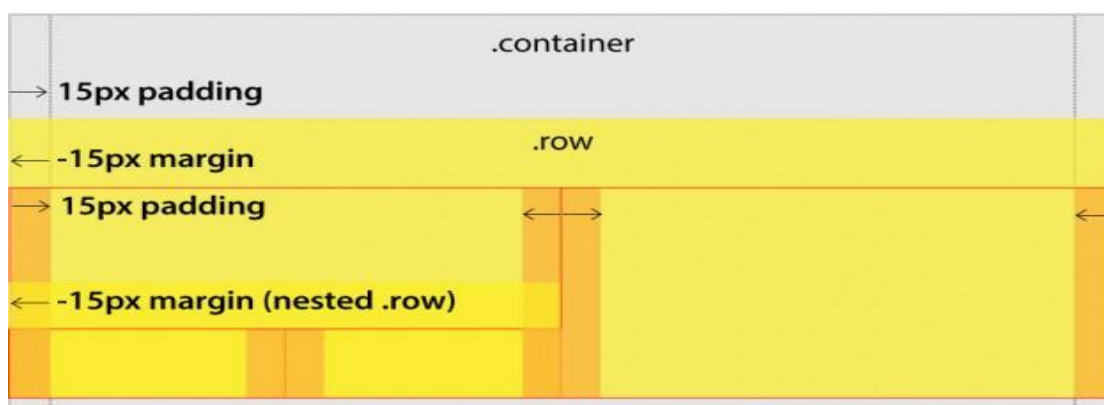 .container
15px padding
.row
-15px margin
15px padding
-15px margin (nested .row)